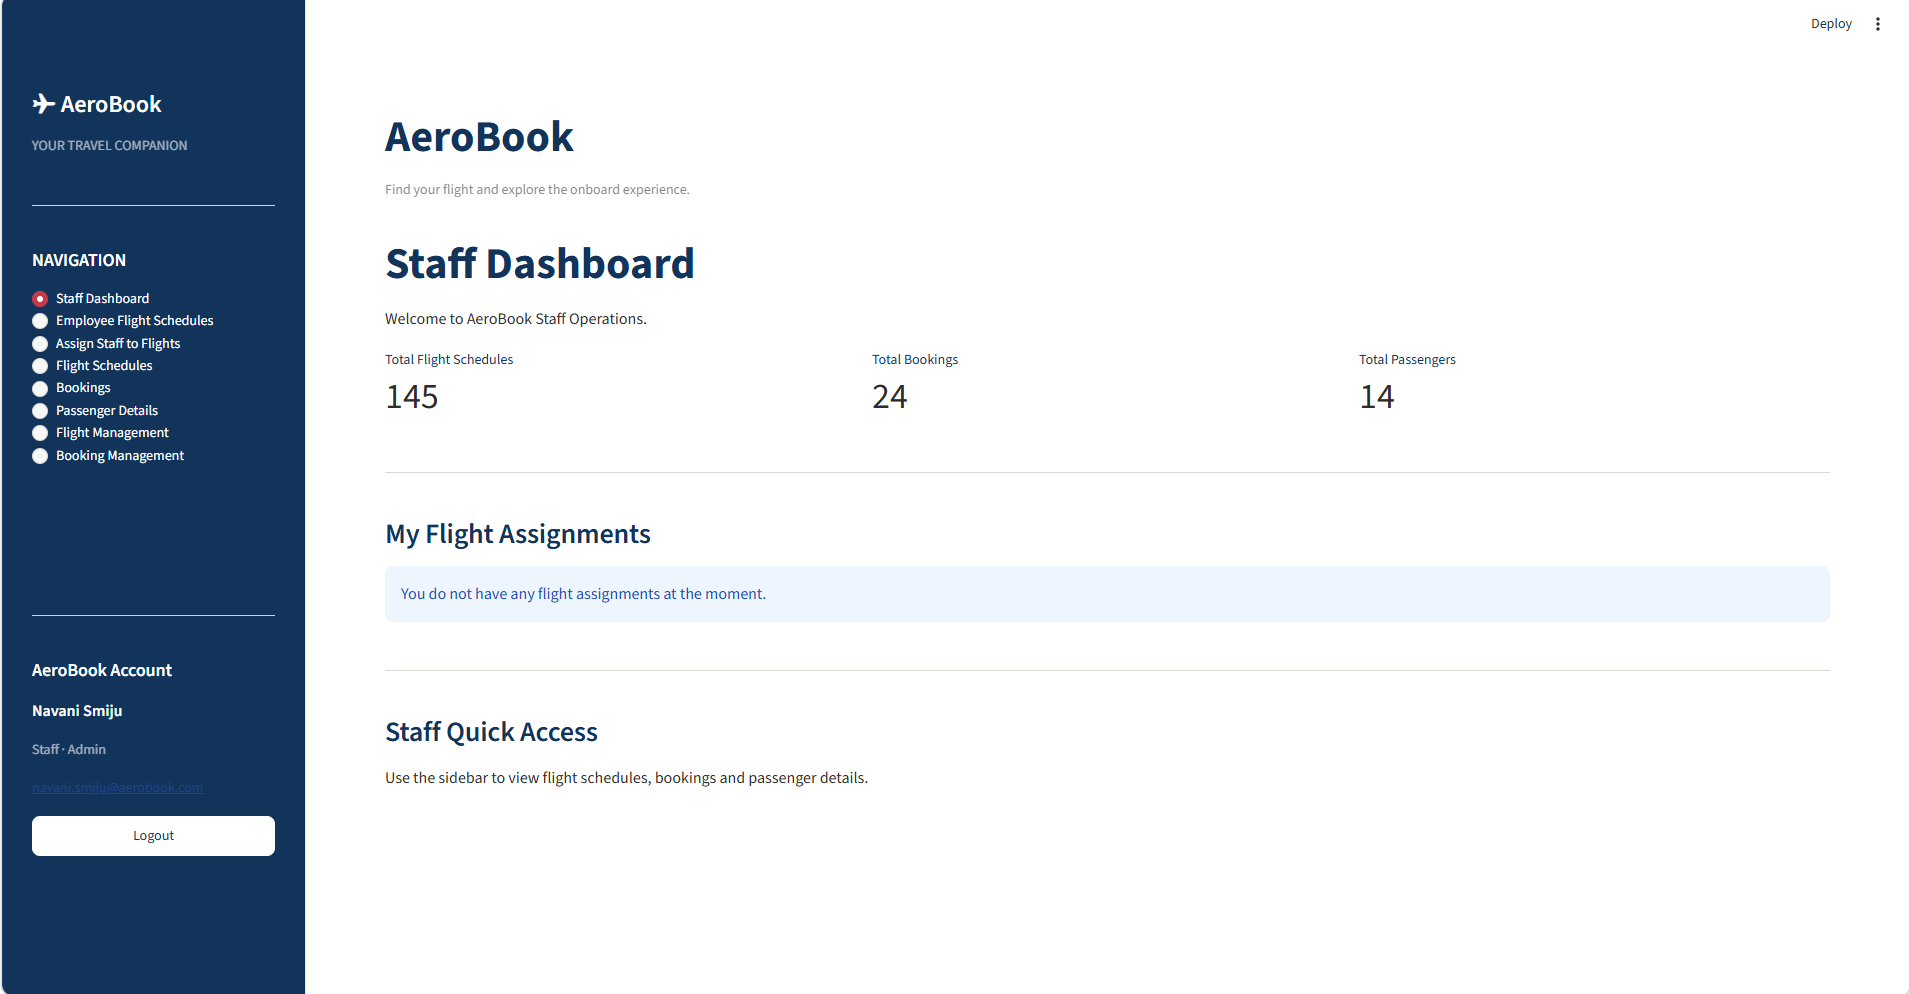 AeroBook
YOUR TRAVEL COMPANION
NAVIGATION
Staff Dashboard
Employee Flight Schedules
Assign Staff to Flights
Flight Schedules
Bookings
Passenger Details
Flight Management
Booking Management
AeroBook Account
Navani Smiju
Staff · Admin
navani.smiju@aerobook.com
Logout
Deploy
AeroBook
Find your flight and explore the onboard experience.
Staff Dashboard
Welcome to AeroBook Staff Operations.
Total Flight Schedules
145
Total Bookings
24
Total Passengers
14
My Flight Assignments
You do not have any flight assignments at the moment.
Staff Quick Access
Use the sidebar to view flight schedules, bookings and passenger details.